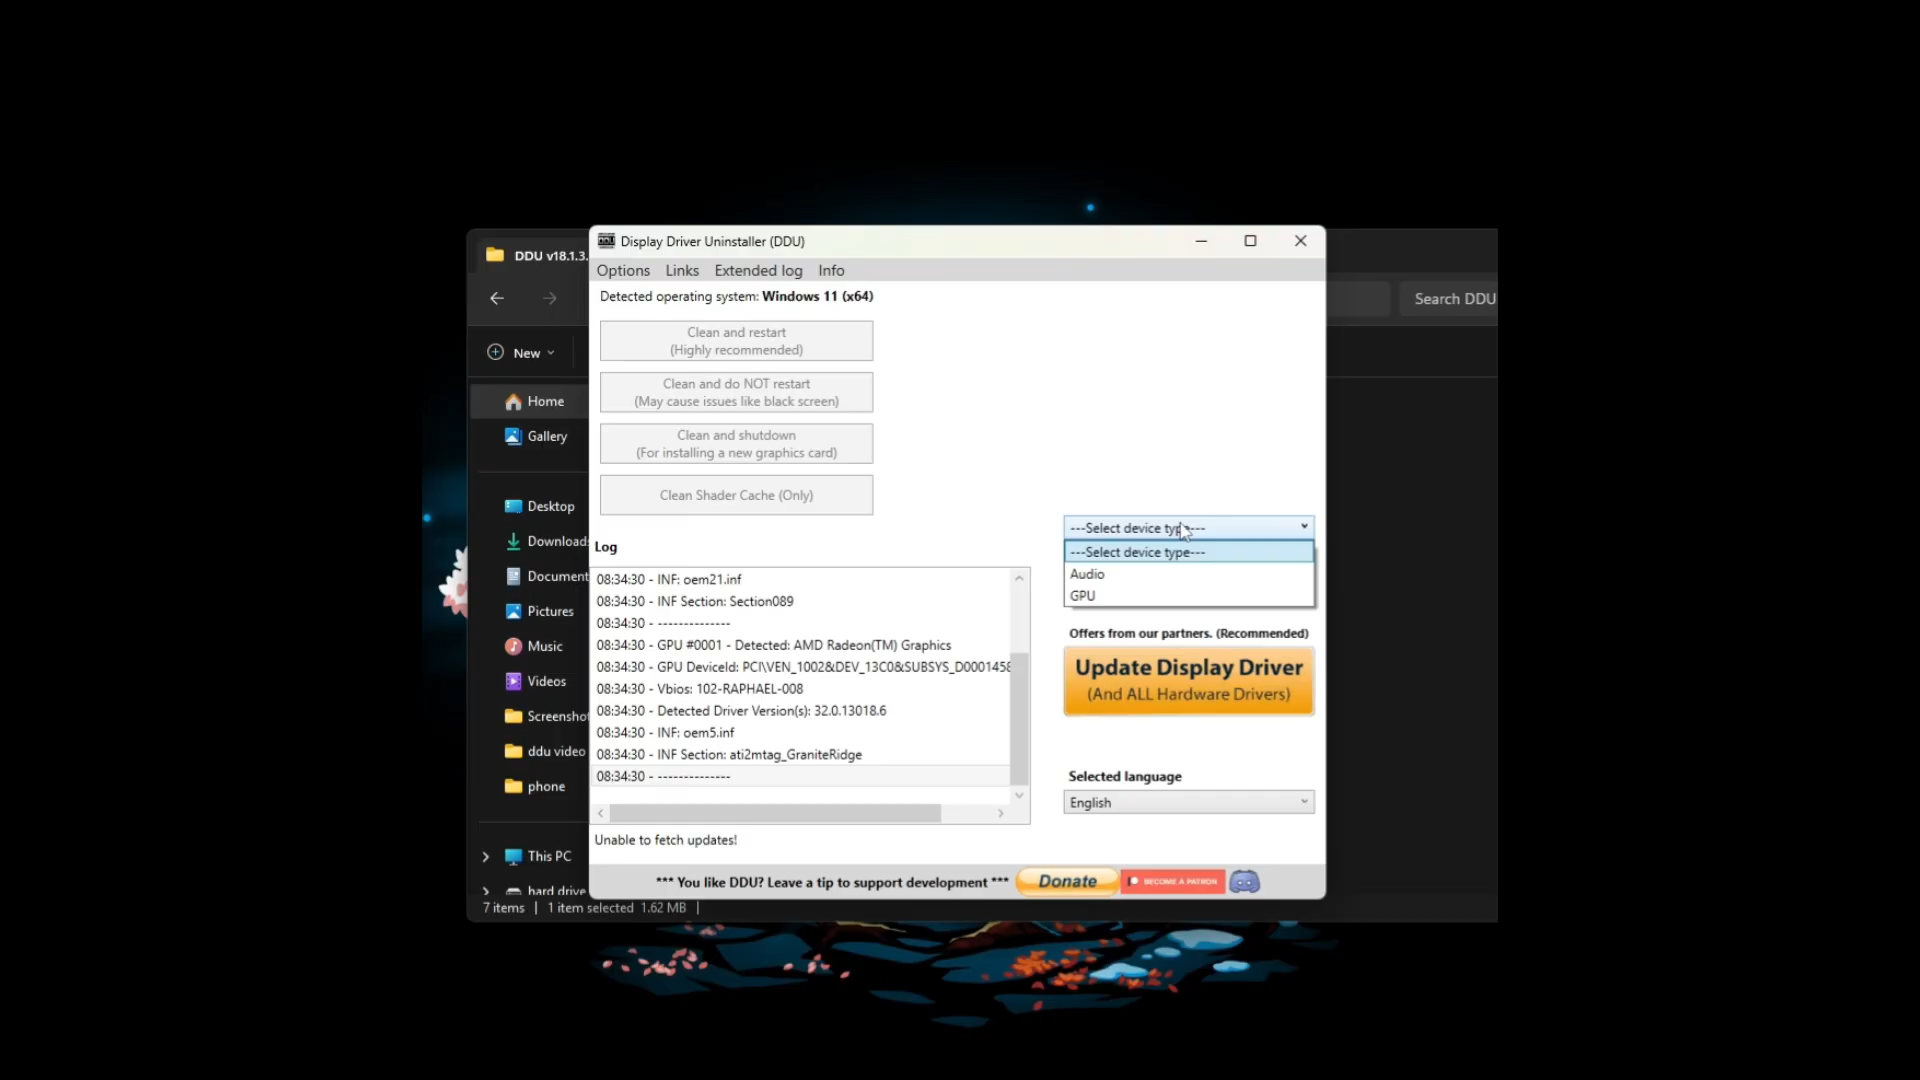 DDU v18.1.3.
Display Driver Uninstaller (DDU)
Options Links Extended log Info
Search DDU
Detected operating system: Windows 11 (x64)
Clean and restart
(Highly recommended)
Clean and do NOT restart
(May cause issues like black screen)
Clean and shutdown
(For installing a new graphics card)
Clean Shader Cache (Only)
New
Home
Gallery
Desktop
Downloads
Document
Pictures
Music
Videos
Screensho
ddu video
phone
This PC
hard drive
7 items | 1 item selected 1.62 MB |
---Select device type---
---Select device type---
Audio
GPU
Log
08:34:30 - INF: oem21.inf
08:34:30 - INF Section: Section089
08:34:30 - --------------
08:34:30 - GPU #0001 - Detected: AMD Radeon(TM) Graphics
08:34:30 - GPU DeviceId: PCI\VEN_1002&DEV_13C0&SUBSYS_D0001458
08:34:30 - Vbios: 102-RAPHAEL-008
08:34:30 - Detected Driver Version(s): 32.0.13018.6
08:34:30 - INF: oem5.inf
08:34:30 - INF Section: ati2mtag_GraniteRidge
08:34:30 - --------------
Offers from our partners. (Recommended)
Update Display Driver
(And ALL Hardware Drivers)
Selected language
English
Unable to fetch updates!
*** You like DDU? Leave a tip to support development ***
Donate
BECOME A PATRON